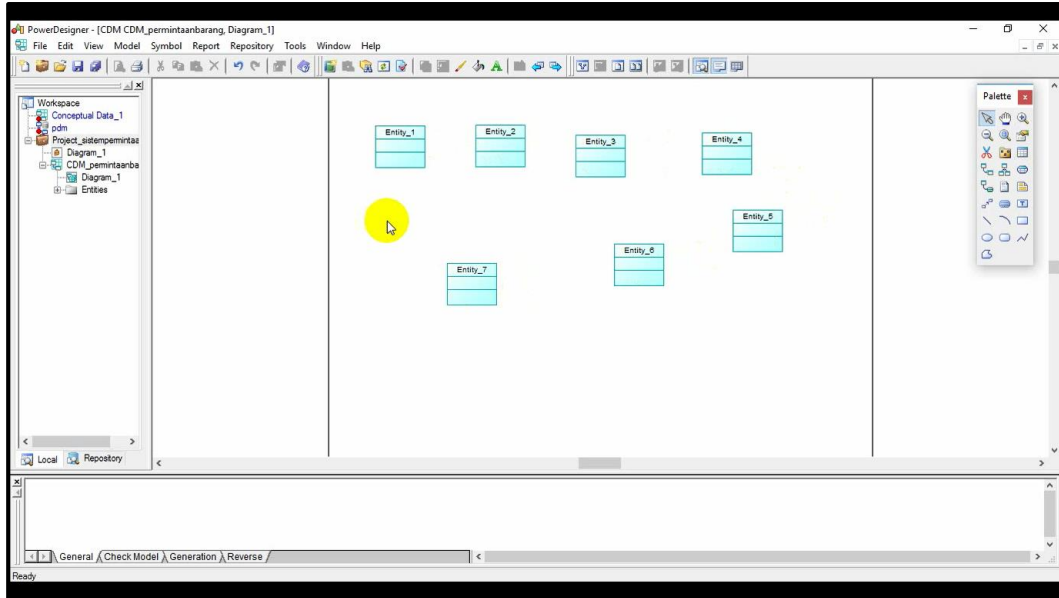 PowerDesigner - [CDM CDM_permintaanbarang, Diagram_1]
File Edit View Model Symbol Report Repository Tools Window Help
Workspace
Conceptual Data_1
pdm
Project_sistempermintaa
Diagram_1
CDM_permintaanba
Diagram_1
Entities
Local Repository
Entity_1
Entity_2
Entity_3
Entity_4
Entity_5
Entity_6
Entity_7
Palette
General Check Model Generation Reverse
Ready